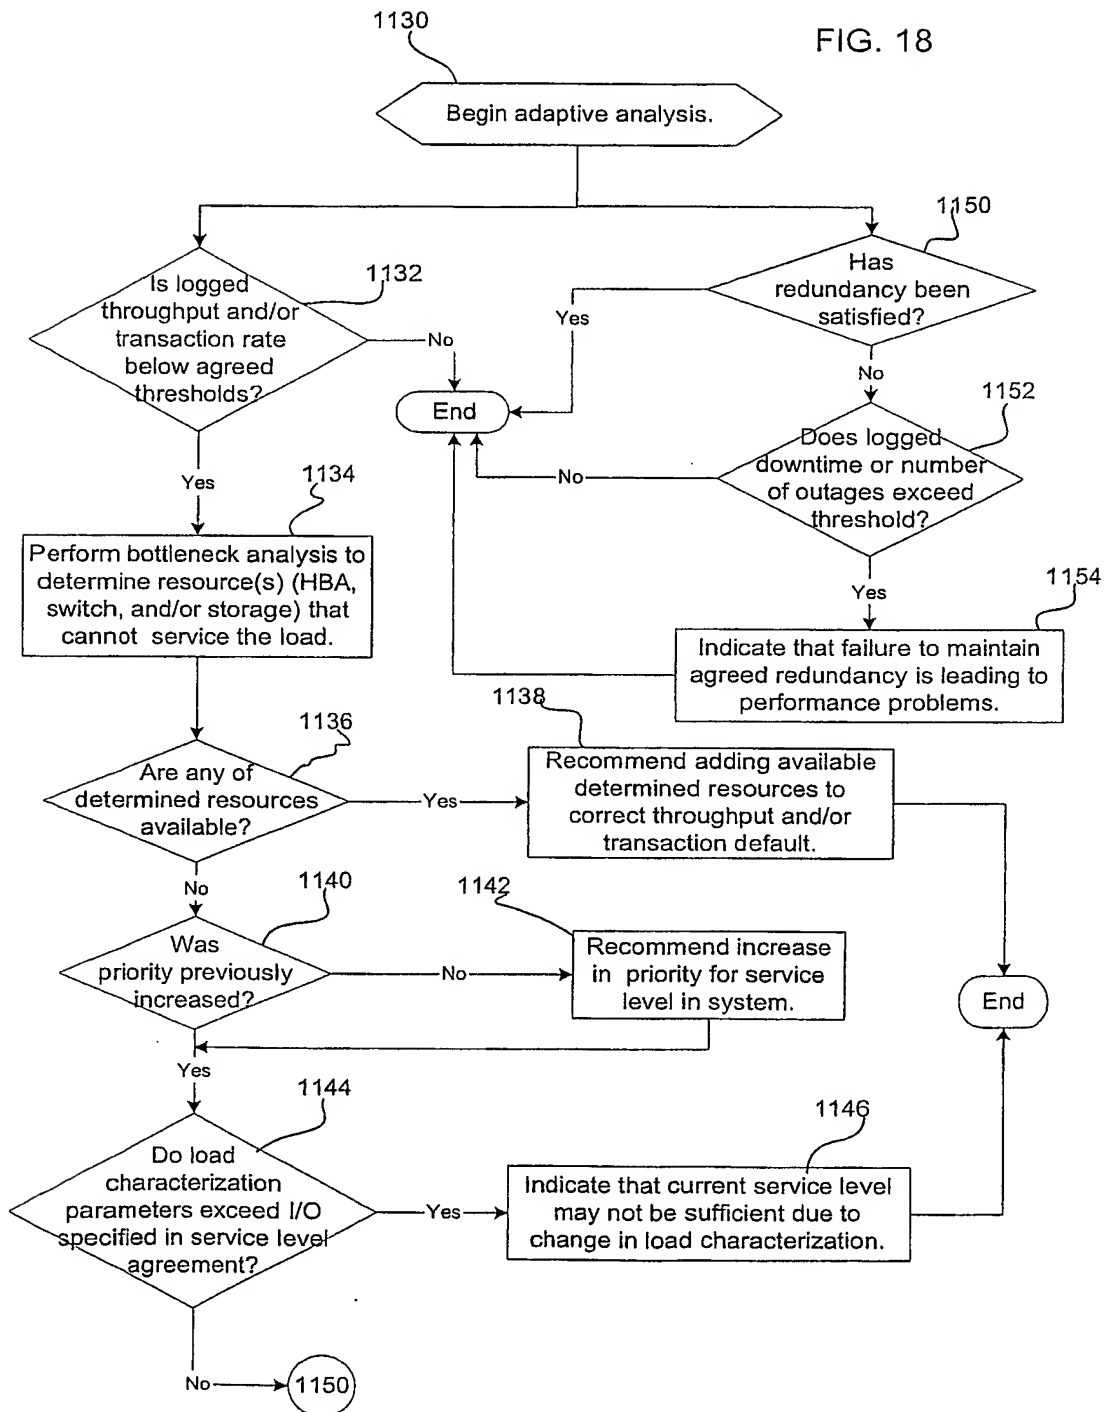 1130
FIG. 18
Begin adaptive analysis.
1150
Has
redundancy been
satisfied?
Is logged
throughput and/or
transaction rate
below agreed
thresholds?
1132
Yes
No
No
End
1152
Does logged
downtime or number
of outages exceed
threshold?
No
Yes
1134
Yes
1154
Perform bottleneck analysis to
determine resource(s) (HBA,
switch, and/or storage) that
cannot service the load.
Indicate that failure to maintain
agreed redundancy is leading to
performance problems.
1138
1136
Are any of
determined resources
available?
Yes
Recommend adding available
determined resources to
correct throughput and/or
transaction default.
No
1140
1142
Was
priority previously
increased?
No
Recommend increase
in priority for service
level in system.
End
Yes
1144
1146
Do load
characterization
parameters exceed I/O
specified in service level
agreement?
Yes
Indicate that current service level
may not be sufficient due to
change in load characterization.
No
1150